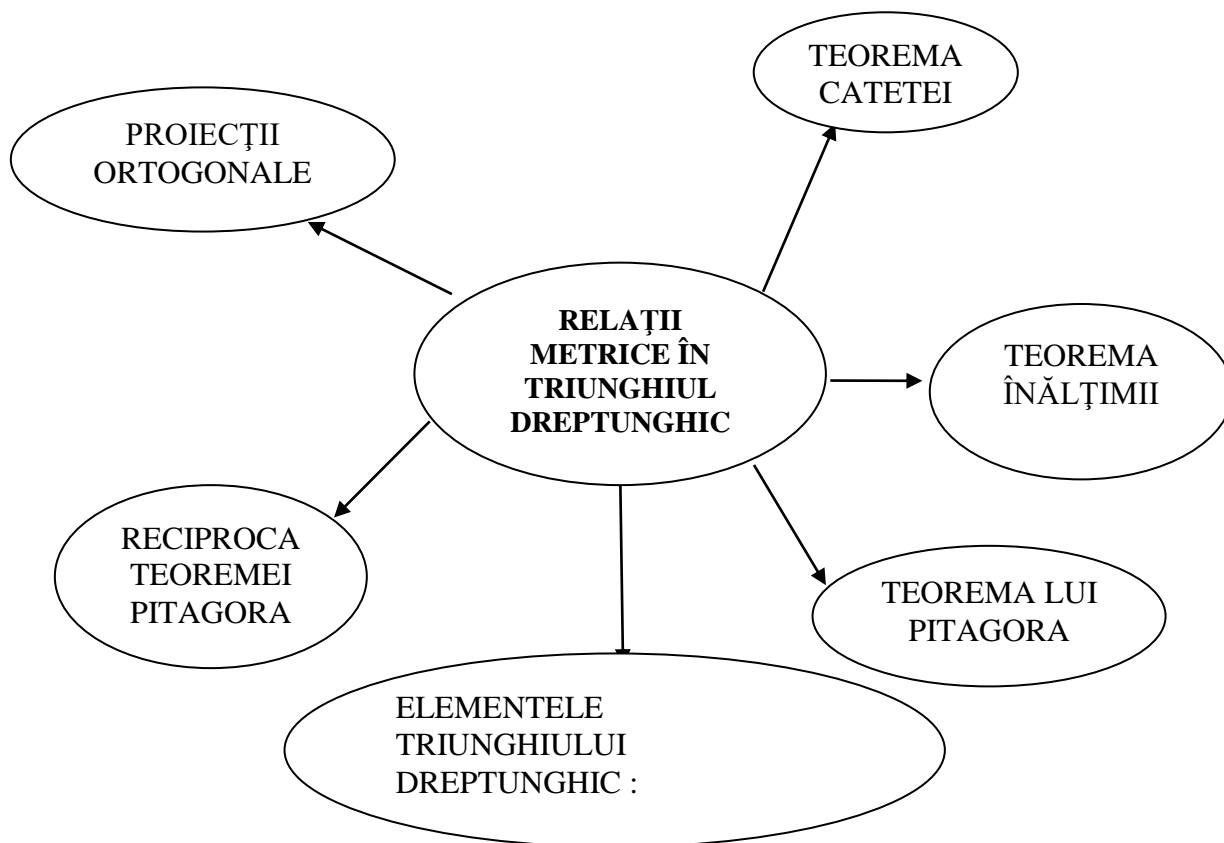 TEOREMA
CATETEI
PROIECŢII
ORTOGONALE
RELAŢII
METRICE ÎN
TRIUNGHIUL
DREPTUNGHIC
TEOREMA
ÎNĂLŢIMII
RECIPROCA
TEOREMEI
PITAGORA
TEOREMA LUI
PITAGORA
ELEMENTELE
TRIUNGHIULUI
DREPTUNGHIC :